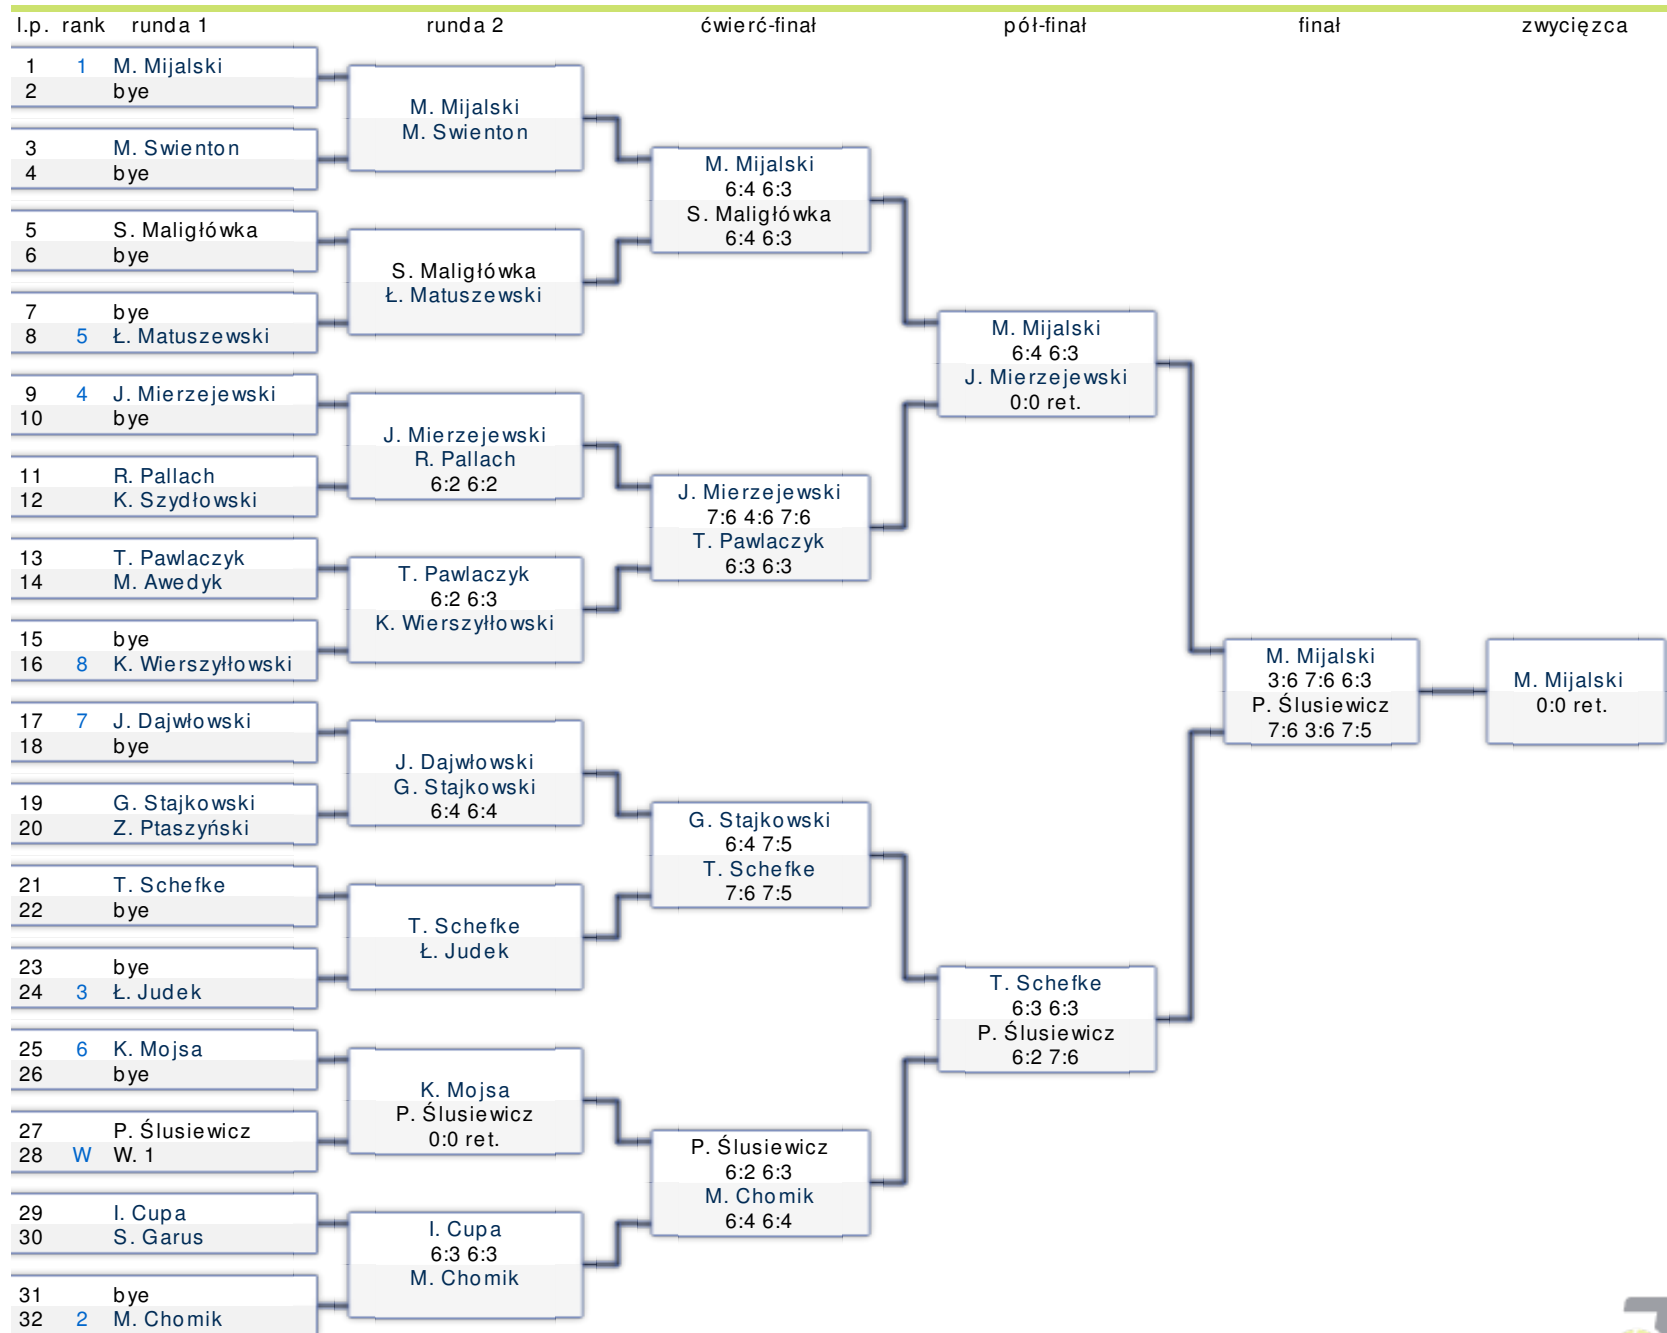 l.p. rank runda 1 runda 2 ćwierć-finał pół-finał finał zwycięzca
1 1 M. Mijalski
2 bye
3 M. Swienton
4 bye
5 S. Maligłówka
6 bye
7 bye
8 5 Ł. Matuszewski
9 4 J. Mierzejewski
10 bye
11 R. Pallach
12 K. Szydłowski
13 T. Pawlaczyk
14 M. Awedyk
15 bye
16 8 K. Wierszyłłowski
17 7 J. Dajwłowski
18 bye
19 G. Stajkowski
20 Z. Ptaszyński
21 T. Schefke
22 bye
23 bye
24 3 Ł. Judek
25 6 K. Mojsa
26 bye
27 P. Ślusiewicz
28 W W. 1
29 I. Cupa
30 S. Garus
31 bye
32 2 M. Chomik
M. Mijalski
M. Swienton
S. Maligłówka
Ł. Matuszewski
J. Mierzejewski
R. Pallach
6:2 6:2
T. Pawlaczyk
6:2 6:3
K. Wierszyłłowski
J. Dajwłowski
G. Stajkowski
6:4 6:4
T. Schefke
Ł. Judek
K. Mojsa
P. Ślusiewicz
0:0 ret.
I. Cupa
6:3 6:3
M. Chomik
M. Mijalski
6:4 6:3
S. Maligłówka
6:4 6:3
J. Mierzejewski
7:6 4:6 7:6
T. Pawlaczyk
6:3 6:3
G. Stajkowski
6:4 7:5
T. Schefke
7:6 7:5
P. Ślusiewicz
6:2 6:3
M. Chomik
6:4 6:4
M. Mijalski
6:4 6:3
J. Mierzejewski
0:0 ret.
T. Schefke
6:3 6:3
P. Ślusiewicz
6:2 7:6
M. Mijalski
3:6 7:6 6:3
P. Ślusiewicz
7:6 3:6 7:5
M. Mijalski
0:0 ret.